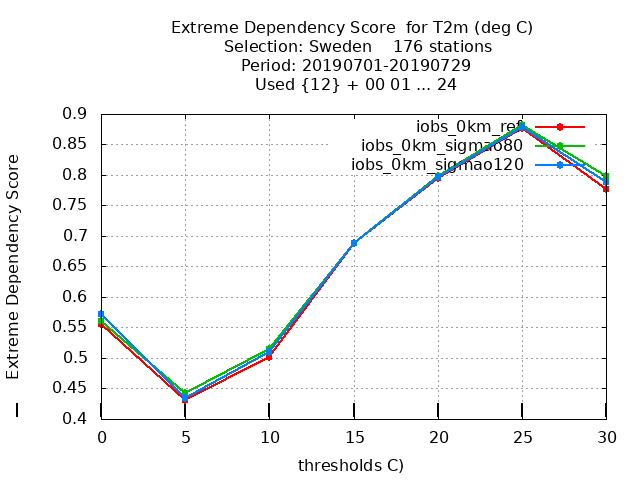 Extreme Dependency Score  for T2m (deg C)
Selection: Sweden    176 stations
Period: 20190701-20190729
Used {12} + 00 01 ... 24
Extreme Dependency Score
0.9
0.85
0.8
0.75
0.7
0.65
0.6
0.55
0.5
0.45
0.4
iobs_0km_ref
iobs_0km_sigmao80
iobs_0km_sigmao120
0 5 10 15 20 25 30
thresholds C)